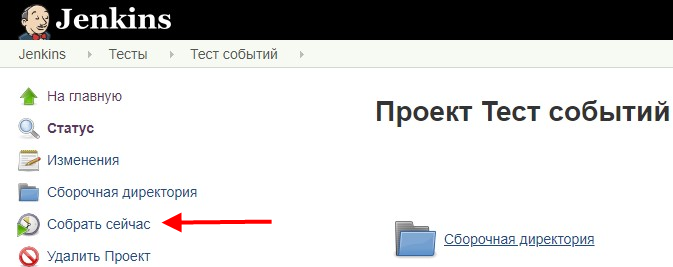 Jenkins
Jenkins Тесты Тест событий
На главную
Статус
Изменения
Сборочная директория
Собрать сейчас
Удалить Проект
Проект Тест событий
Сборочная директория